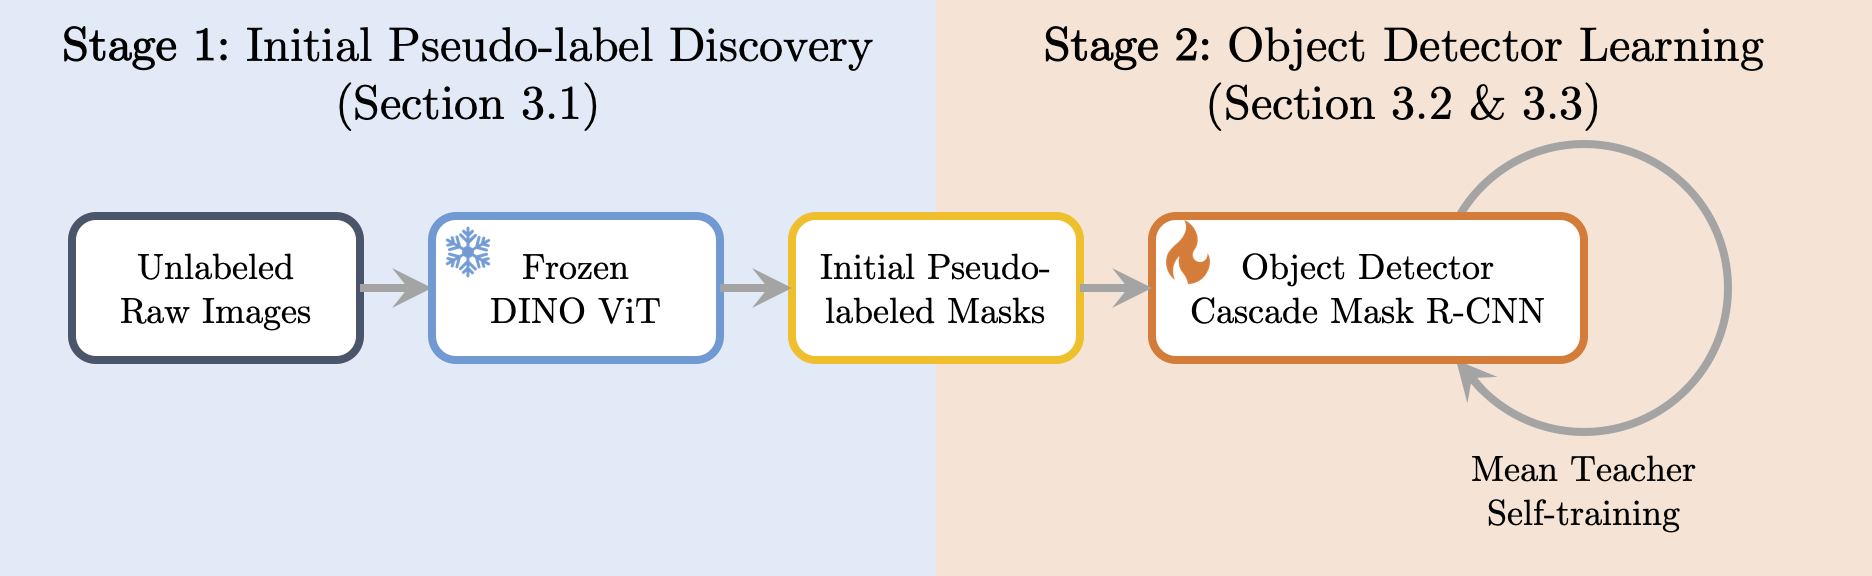 Stage 1: Initial Pseudo-label Discovery
(Section 3.1)
Stage 2: Object Detector Learning
(Section 3.2 & 3.3)
Unlabeled
Raw Images
Frozen
DINO ViT
Initial Pseudo-
labeled Masks
Object Detector
Cascade Mask R-CNN
Mean Teacher
Self-training